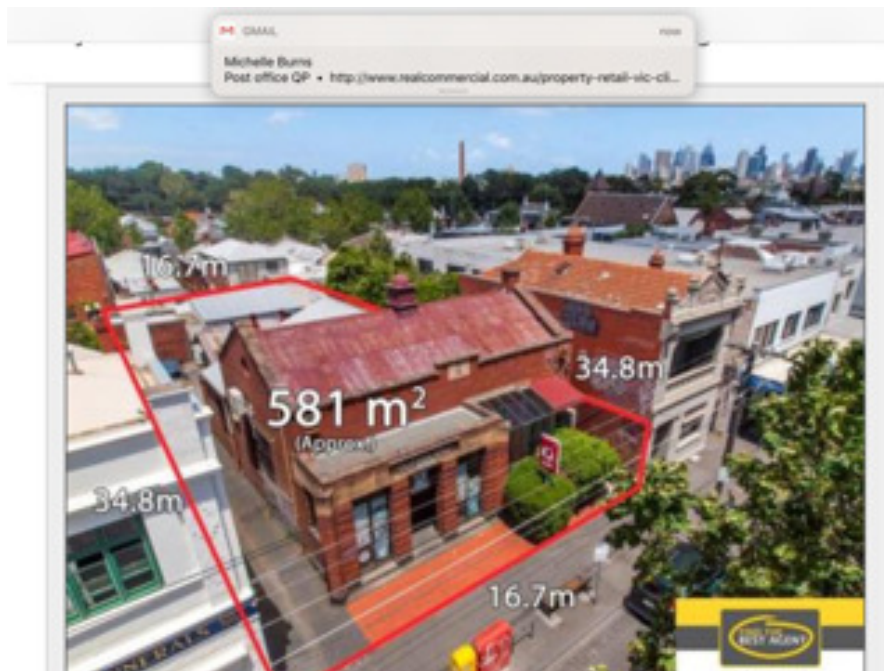 GMAIL
now
Michelle Burns
Post office QP • http://www.realcommercial.com.au/property-retail-vic-cli...
16.7m
34.8m
581 m²
(Approx)
34.8m
16.7m
BEST AGENT